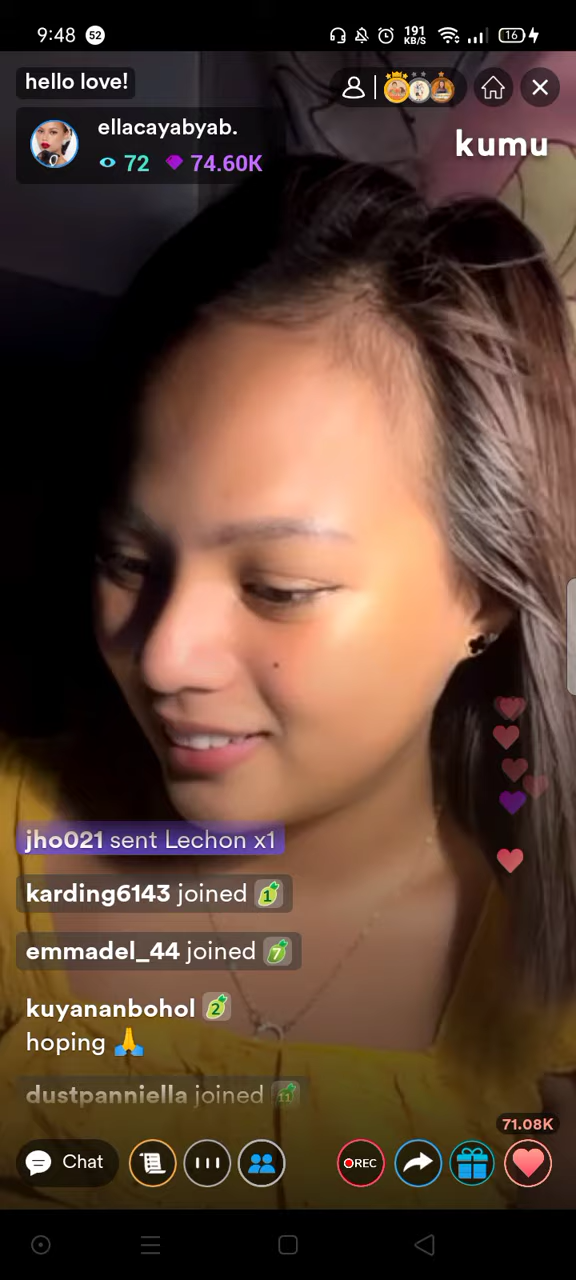 9:48 52 191 KB/S 16
hello love!
ellacayabyab.
72 74.60K
kumu
jho021 sent Lechon x1
karding6143 joined 1
emmadel_44 joined 7
kuyananbohol 2
hoping 🙏
dustpanniella joined 11
71.08K
Chat REC